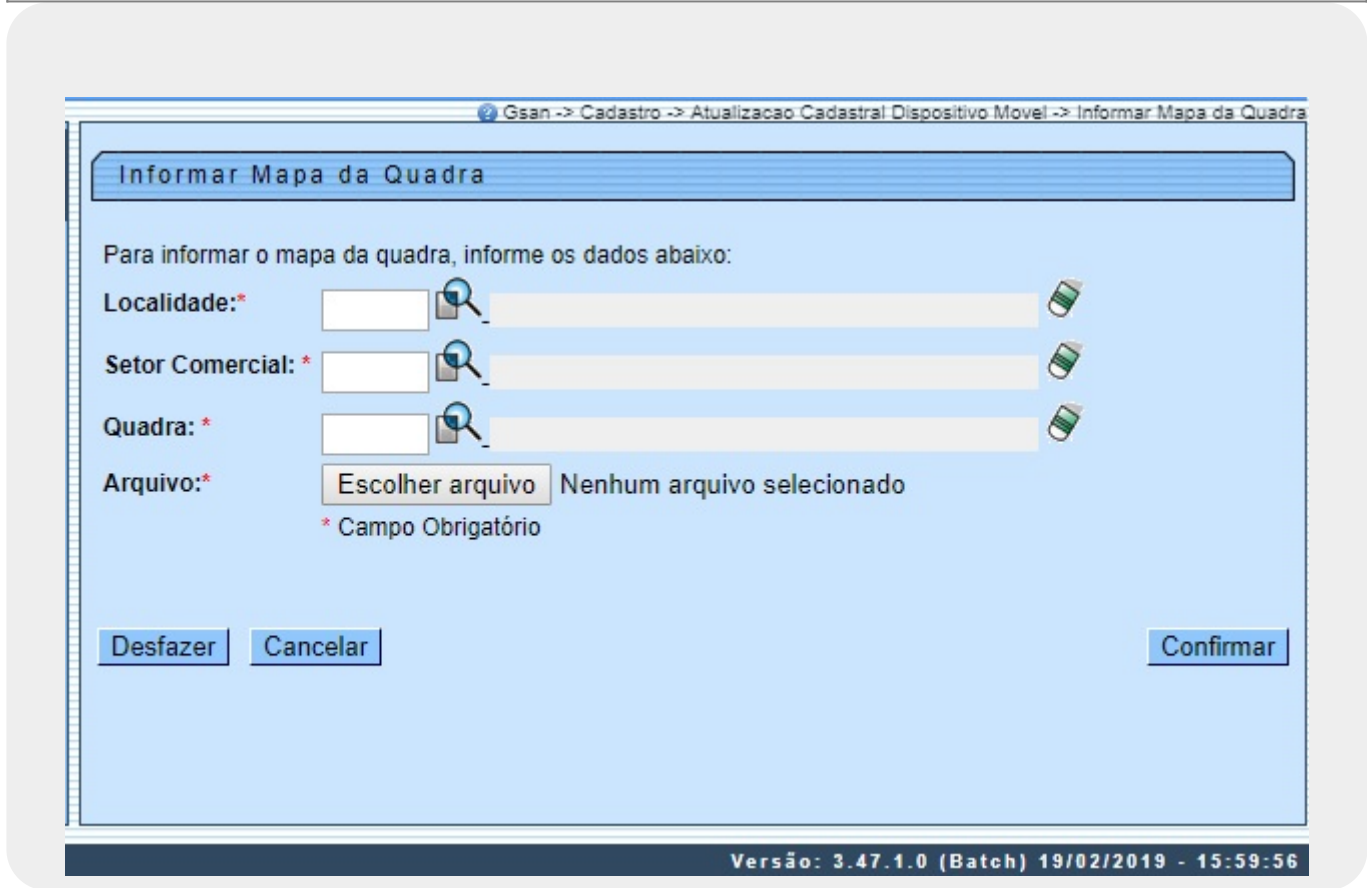 Gsan -> Cadastro -> Atualizacao Cadastral Dispositivo Movel -> Informar Mapa da Quadra
Informar Mapa da Quadra
Para informar o mapa da quadra, informe os dados abaixo:
Localidade:*
Setor Comercial: *
Quadra: *
Arquivo:* Escolher arquivo Nenhum arquivo selecionado
* Campo Obrigatório
Desfazer Cancelar Confirmar
Versão: 3.47.1.0 (Batch) 19/02/2019 - 15:59:56